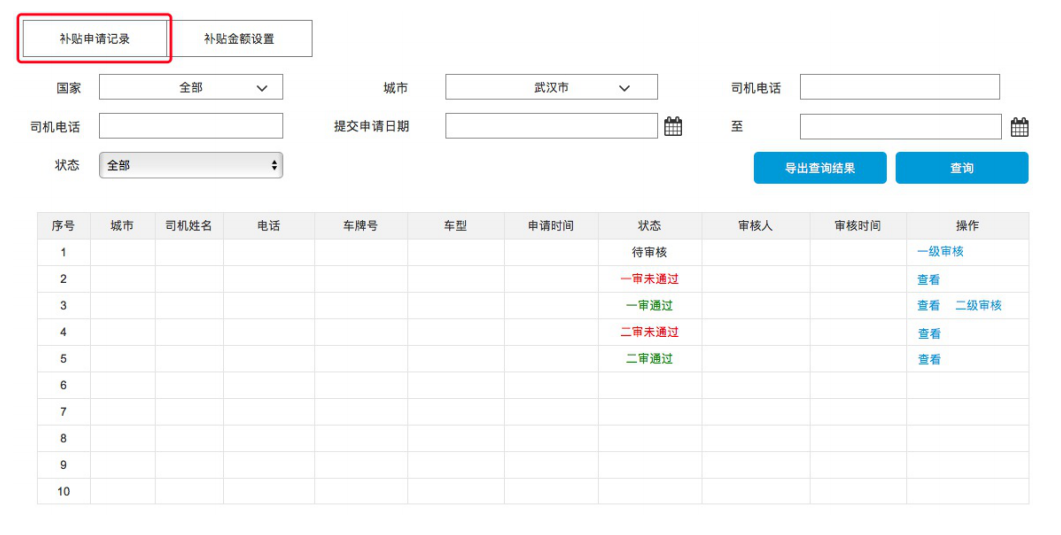 补贴申请记录 补贴金额设置
国家 全部 城市 武汉市 司机电话
司机电话 提交申请日期 至
状态 全部 导出查询结果 查询
序号 城市 司机姓名 电话 车牌号 车型 申请时间 状态 审核人 审核时间 操作
1 待审核 一级审核
2 一审未通过 查看
3 一审通过 查看 二级审核
4 二审未通过 查看
5 二审通过 查看
6
7
8
9
10